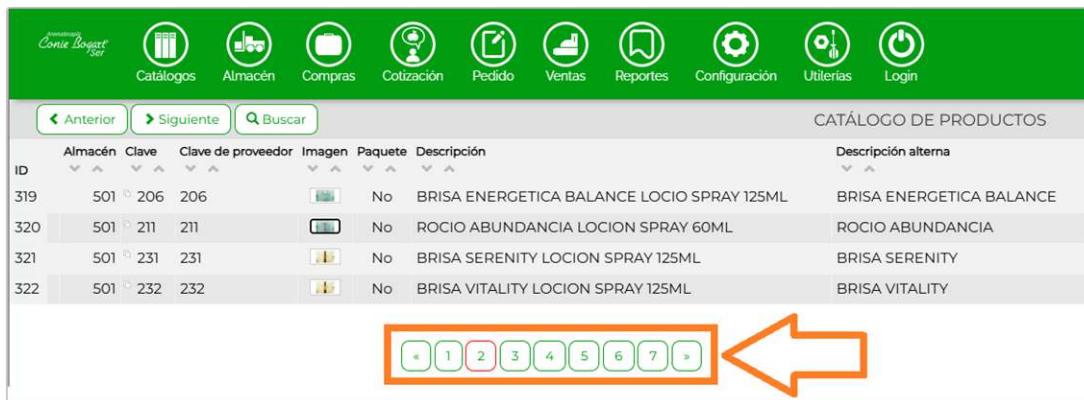 Aromaterapia
Conie Bogart
Ser
Catálogos Almacén Compras Cotización Pedido Ventas Reportes Configuración Utilerías Login
Anterior Siguiente Buscar CATÁLOGO DE PRODUCTOS
ID Almacén Clave Clave de proveedor Imagen Paquete Descripción Descripción alterna
319 501 206 206 No BRISA ENERGETICA BALANCE LOCIO SPRAY 125ML BRISA ENERGETICA BALANCE
320 501 211 211 No ROCIO ABUNDANCIA LOCION SPRAY 60ML ROCIO ABUNDANCIA
321 501 231 231 No BRISA SERENITY LOCION SPRAY 125ML BRISA SERENITY
322 501 232 232 No BRISA VITALITY LOCION SPRAY 125ML BRISA VITALITY
« 1 2 3 4 5 6 7 »